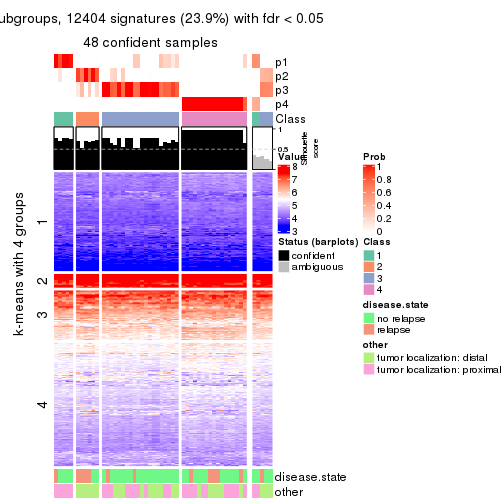 ubgroups, 12404 signatures (23.9%) with fdr < 0.05
48 confident samples
p1
p2
p3
p4
Class
1
0.5
0
Silhouette
score
k-means with 4 groups
1
2
3
4
Value
8
7
6
5
4
3
Status (barplots)
confident
ambiguous
Prob
1
0.8
0.6
0.4
0.2
0
Class
1
2
3
4
disease.state
no relapse
relapse
other
tumor localization: distal
tumor localization: proximal
disease.state
other